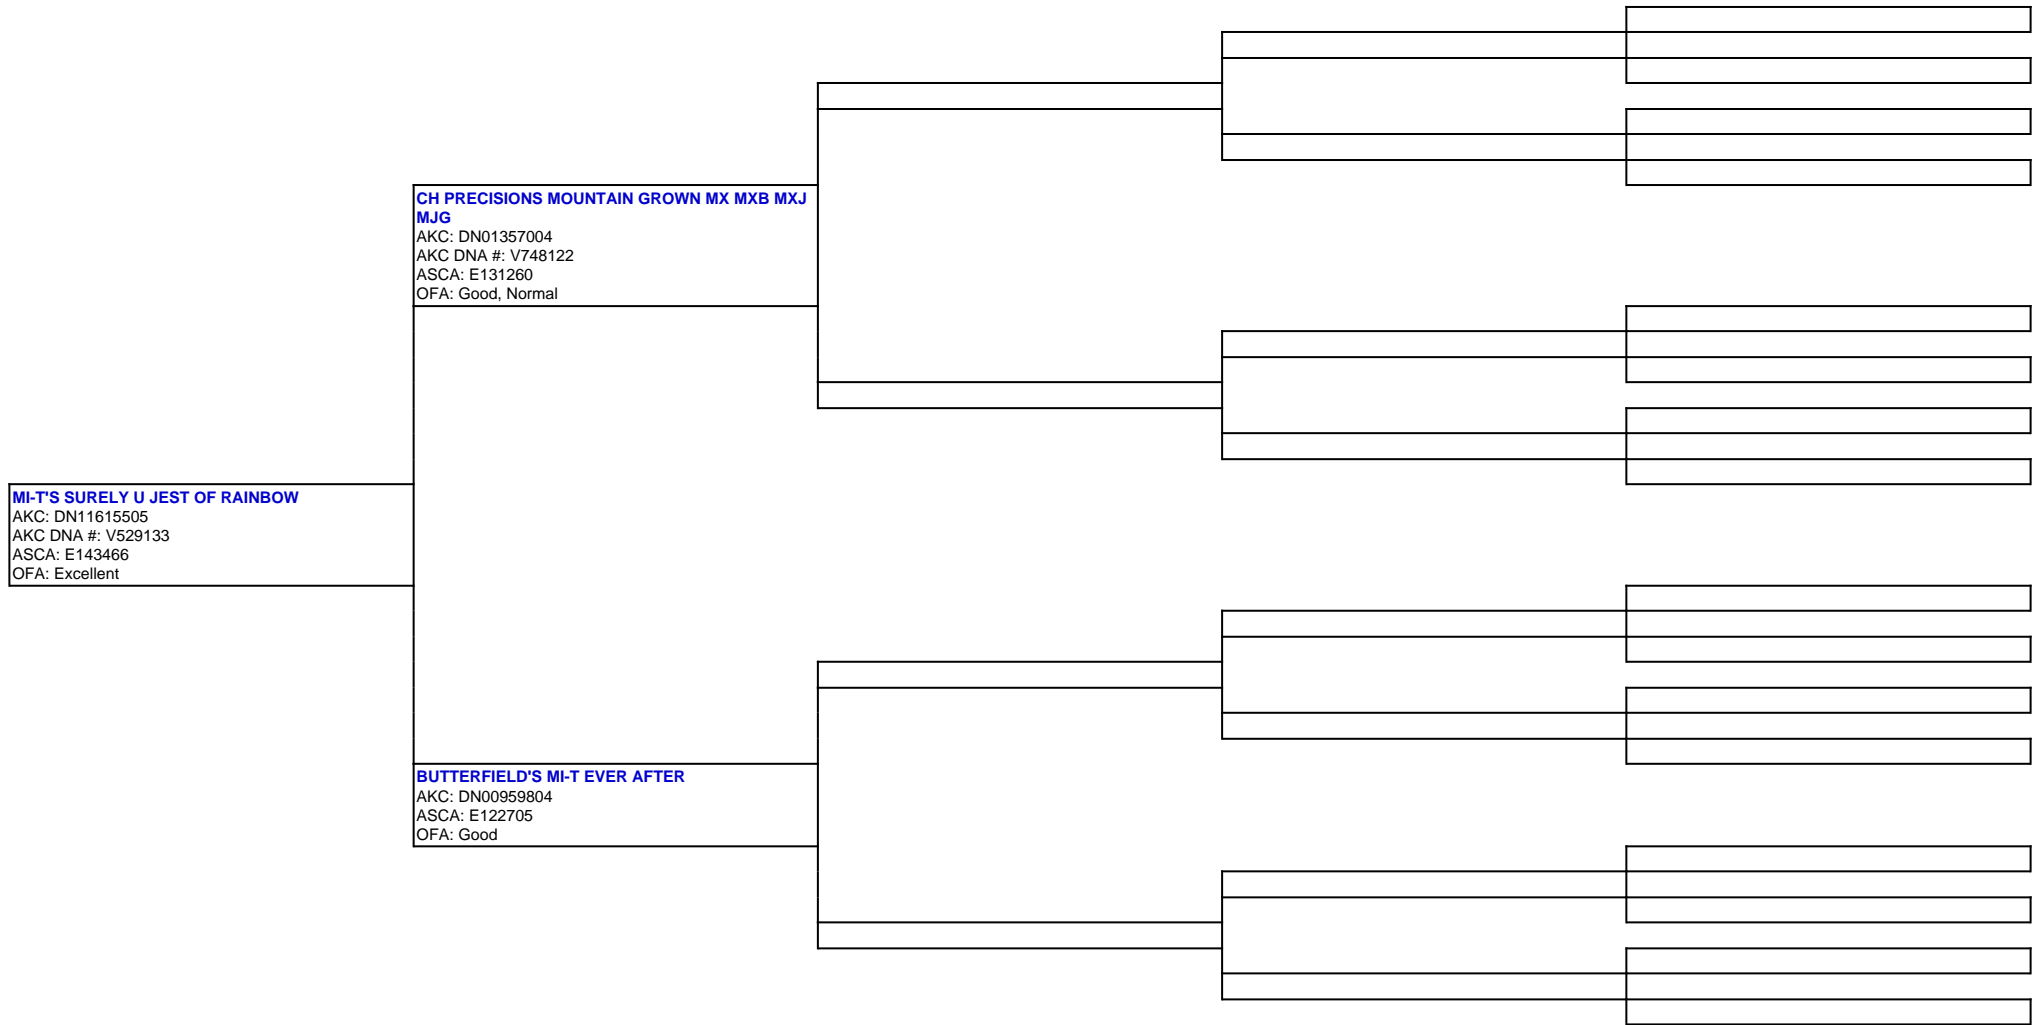 CH PRECISIONS MOUNTAIN GROWN MX MXB MXJ
MJG
AKC: DN01357004
AKC DNA #: V748122
ASCA: E131260
OFA: Good, Normal
MI-T'S SURELY U JEST OF RAINBOW
AKC: DN11615505
AKC DNA #: V529133
ASCA: E143466
OFA: Excellent
BUTTERFIELD'S MI-T EVER AFTER
AKC: DN00959804
ASCA: E122705
OFA: Good